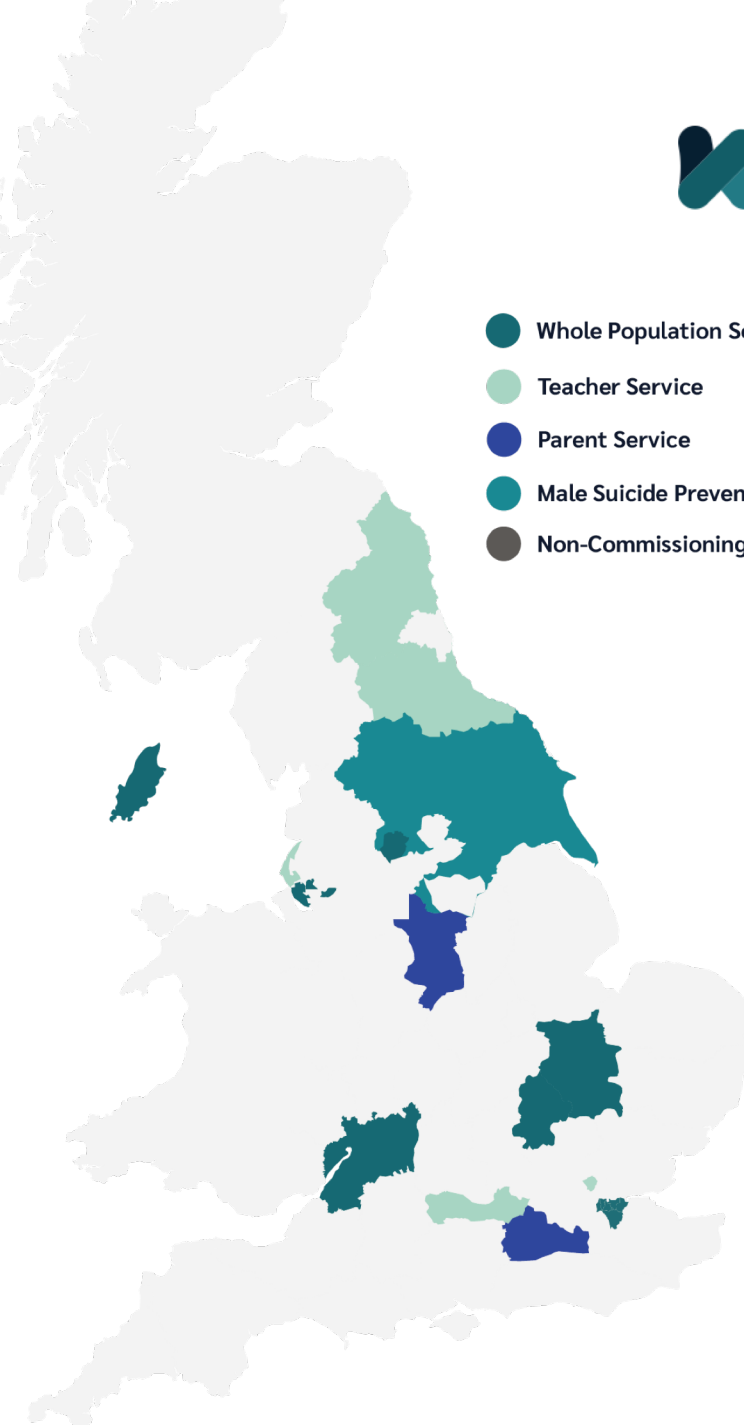 Whole Population Se
Teacher Service
Parent Service
Male Suicide Preven
Non-Commissioning